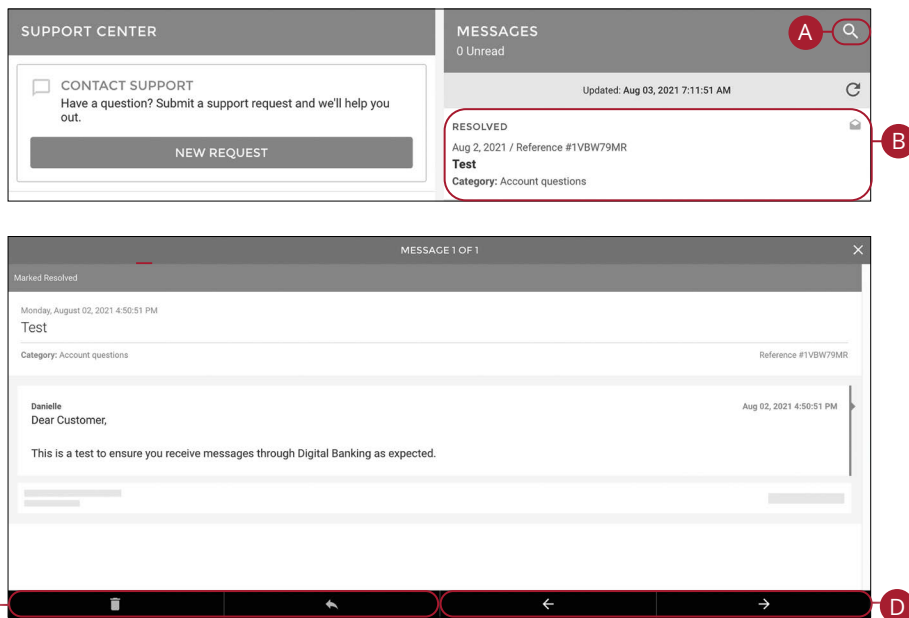 SUPPORT CENTER
CONTACT SUPPORT
Have a question? Submit a support request and we'll help you
out.
NEW REQUEST
MESSAGES
0 Unread
A
Updated: Aug 03, 2021 7:11:51 AM
RESOLVED
Aug 2, 2021 / Reference #1VBW79MR
Test
Category: Account questions
B
MESSAGE 1 OF 1
Marked Resolved
Monday, August 02, 2021 4:50:51 PM
Test
Category: Account questions
Reference #1VBW79MR
Danielle
Aug 02, 2021 4:50:51 PM
Dear Customer,
This is a test to ensure you receive messages through Digital Banking as expected.
D